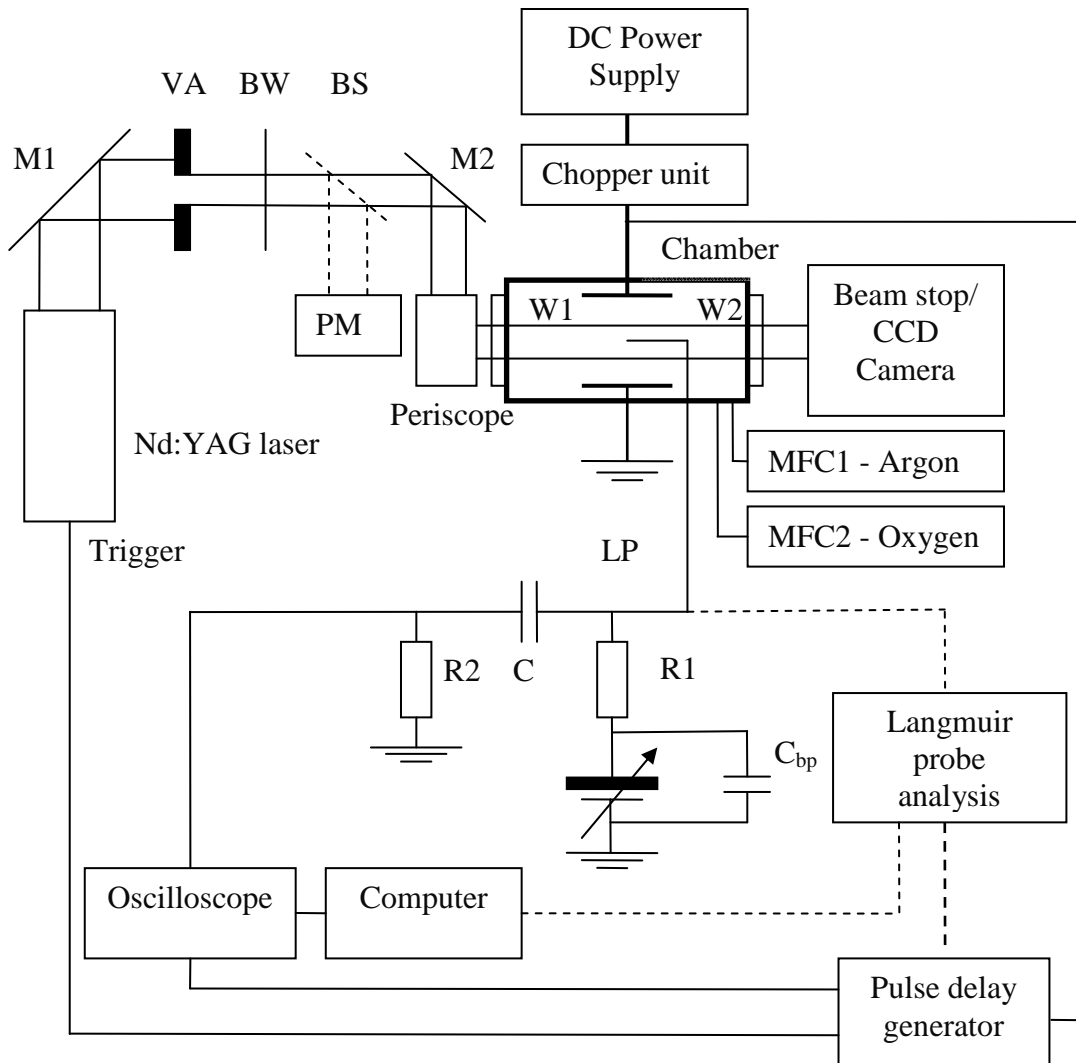 DC Power
Supply
VA
BW
BS
M1
M2
Chopper unit
Chamber
W1
W2
Beam stop/
CCD
Camera
PM
Periscope
Nd:YAG laser
MFC1 - Argon
MFC2 - Oxygen
Trigger
LP
R2
C
R1
Cbp
Langmuir
probe
analysis
Oscilloscope
Computer
Pulse delay
generator